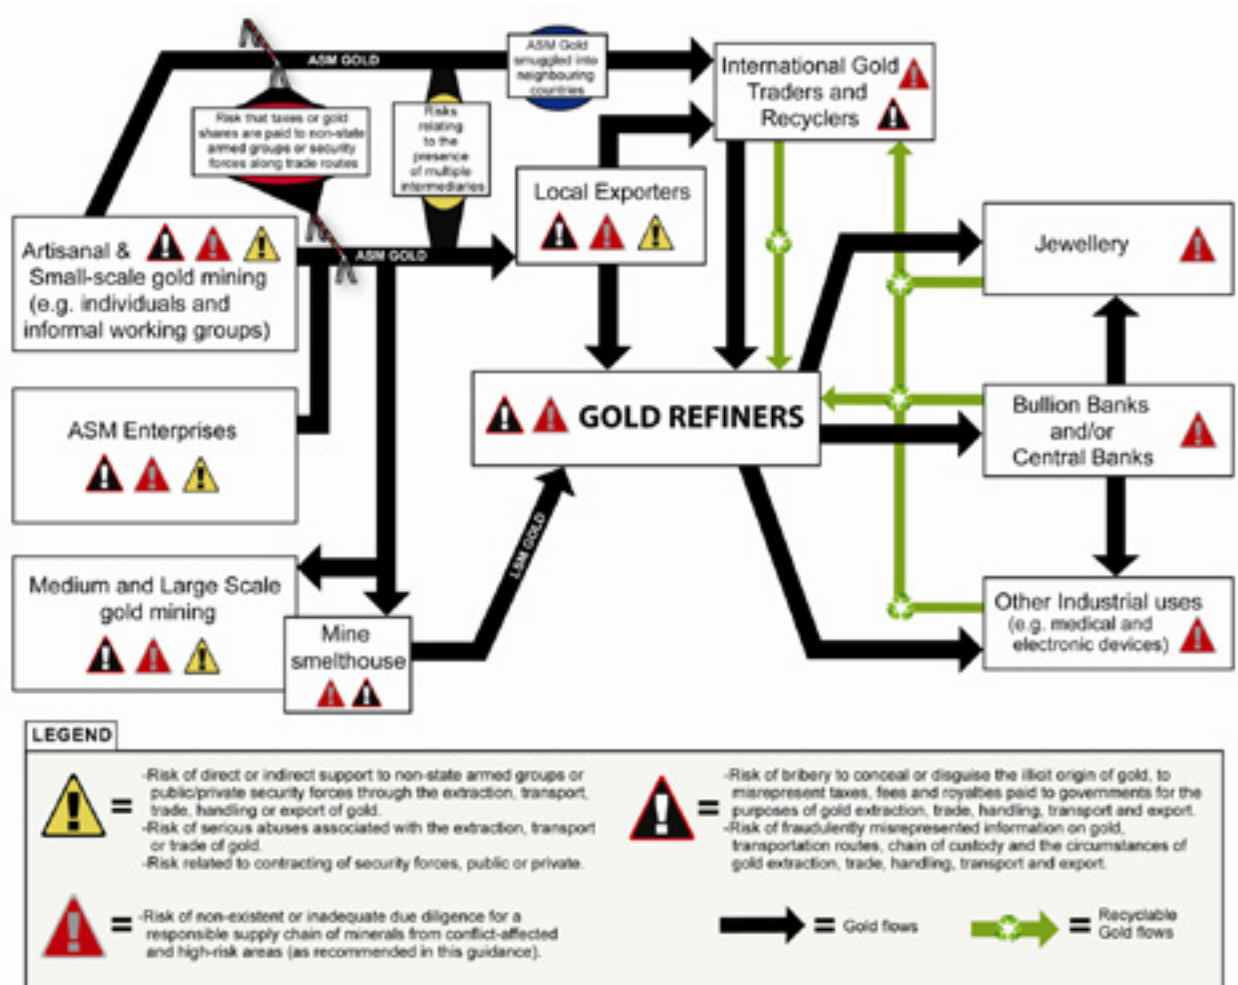 ASM GOLD
ASM Gold
smuggled into
neighbouring
countries
International Gold
Traders and
Recyclers
Risk that taxes or gold
shares are paid to non-state
armed groups or security
forces along trade routes
Risks
relating
to the
presence
of multiple
intermediaries
Local Exporters
Artisanal &
Small-scale gold mining
(e.g. individuals and
informal working groups)
ASM GOLD
Jewellery
ASM Enterprises
GOLD REFINERS
Bullion Banks
and/or
Central Banks
LSM GOLD
Medium and Large Scale
gold mining
Mine
smelthouse
Other Industrial uses
(e.g. medical and
electronic devices)
LEGEND
= -Risk of direct or indirect support to non-state armed groups or
public/private security forces through the extraction, transport,
trade, handling or export of gold.
-Risk of serious abuses associated with the extraction, transport
or trade of gold.
-Risk related to contracting of security forces, public or private.
= -Risk of bribery to conceal or disguise the illicit origin of gold, to
misrepresent taxes, fees and royalties paid to governments for the
purposes of gold extraction, trade, handling, transport and export.
-Risk of fraudulently misrepresented information on gold,
transportation routes, chain of custody and the circumstances of
gold extraction, trade, handling, transport and export.
= -Risk of non-existent or inadequate due diligence for a
responsible supply chain of minerals from conflict-affected
and high-risk areas (as recommended in this guidance).
= Gold flows
= Recyclable
Gold flows